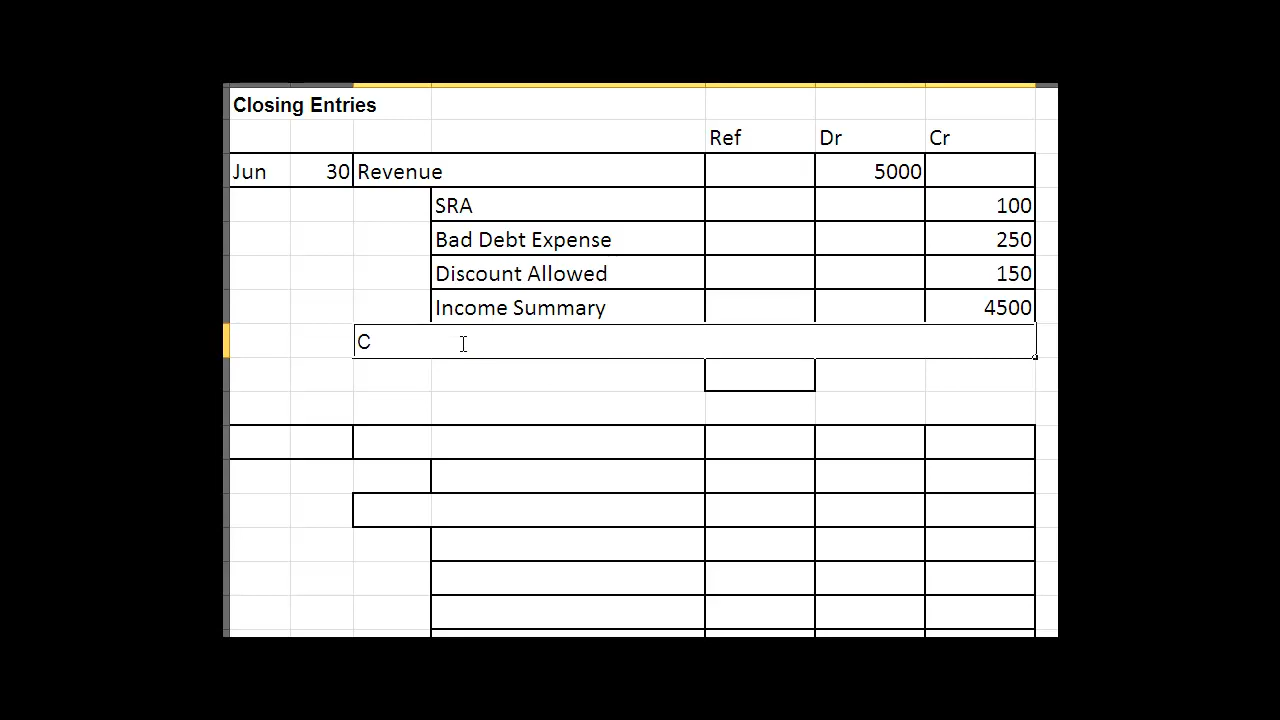 Closing Entries
Ref Dr Cr
Jun 30 Revenue 5000
SRA 100
Bad Debt Expense 250
Discount Allowed 150
Income Summary 4500
C